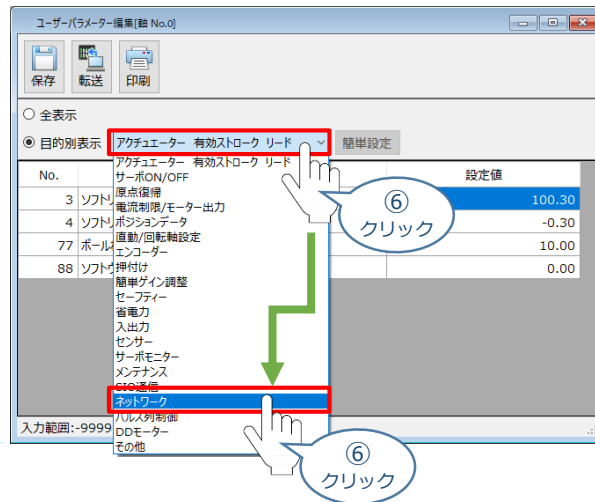 ユーザーパラメーター編集[軸 No.0]
保存 転送 印刷
全表示
目的別表示 アクチュエーター 有効ストローク リード 簡単設定
アクチュエーター 有効ストローク リード
サーボON/OFF
原点復帰
電流制限/モーター出力
ポジションデータ
直動/回転軸設定
エンコーダー
押付け
簡単ゲイン調整
セーフティー
省電力
入出力
センサー
サーボモニター
メンテナンス
SIO通信
ネットワーク
パルス列制御
DDモーター
その他
No. 設定値
3 ソフトリ 100.30
4 ソフトリ -0.30
77 ボール 10.00
88 ソフトウ 0.00
⑥
クリック
⑥
クリック
入力範囲:-9999